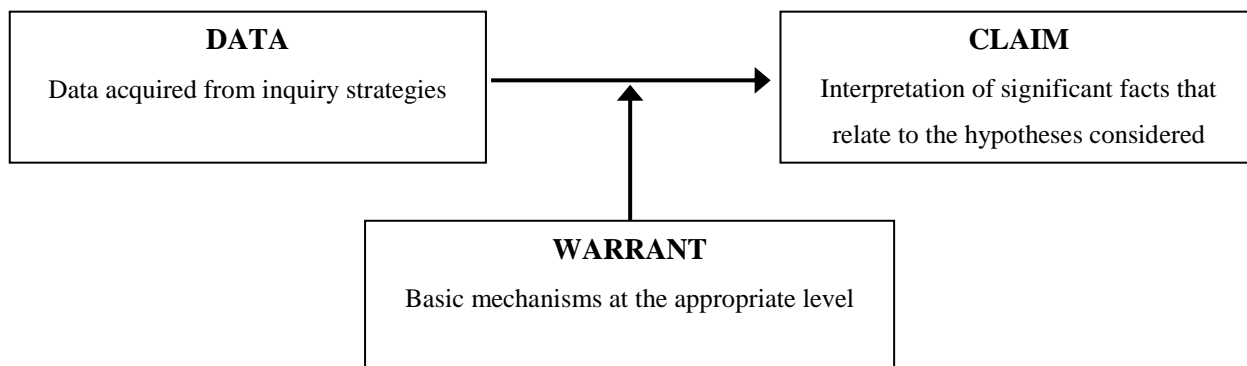 DATA
Data acquired from inquiry strategies
CLAIM
Interpretation of significant facts that
relate to the hypotheses considered
WARRANT
Basic mechanisms at the appropriate level